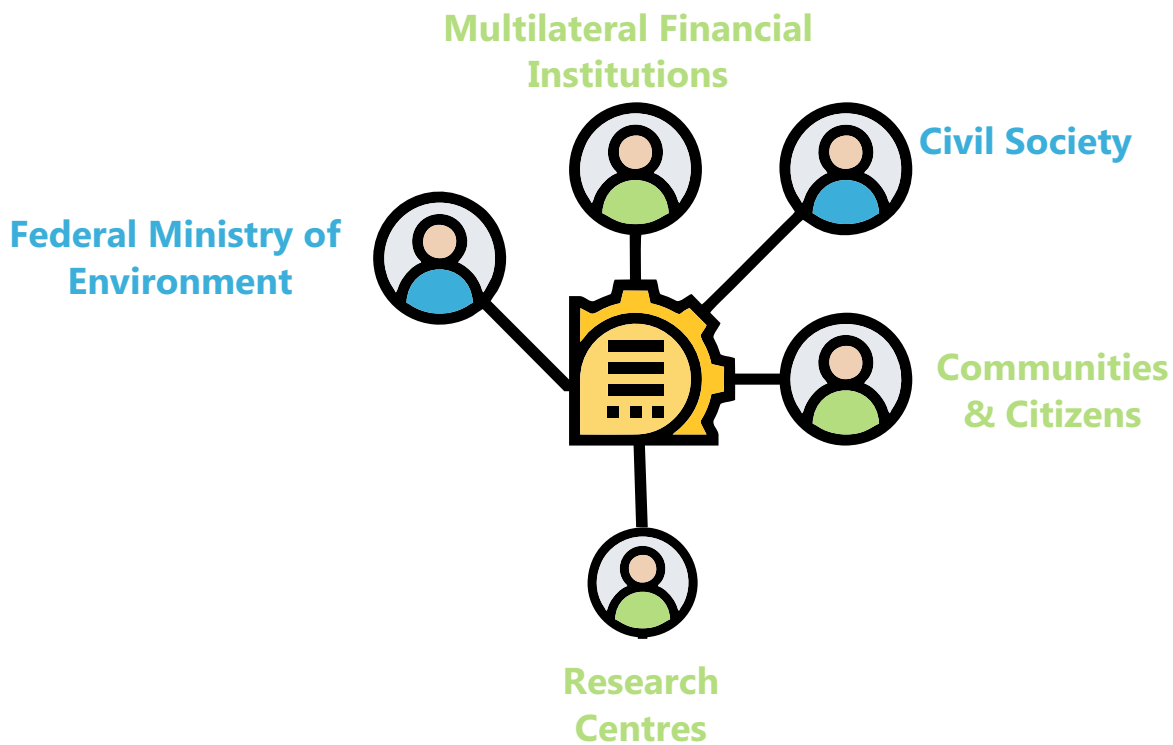 Multilateral Financial
Institutions
Civil Society
Federal Ministry of
Environment
Communities
& Citizens
Research
Centres